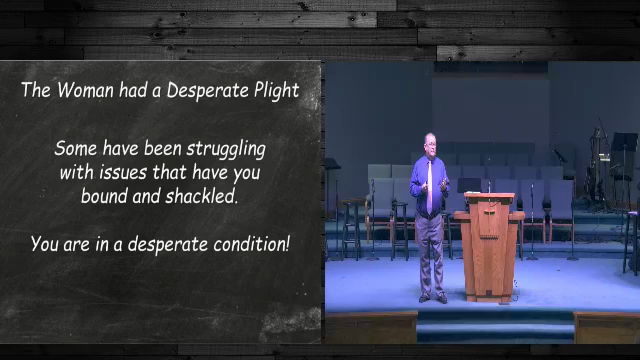 The Woman had a Desperate Plight
Some have been struggling
with issues that have you
bound and shackled.
You are in a desperate condition!